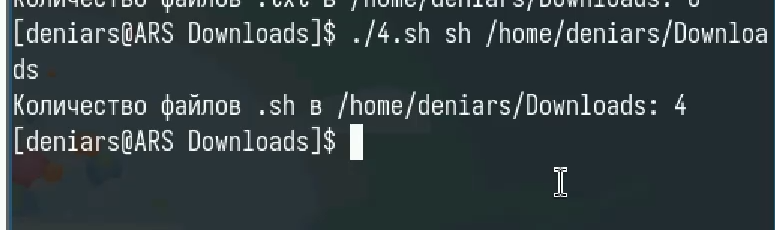 Количество файлов .txt в /home/deniars/Downloads:
[deniars@ARS Downloads]$ ./4.sh sh /home/deniars/Downloa
ds
Количество файлов .sh в /home/deniars/Downloads: 4
[deniars@ARS Downloads]$